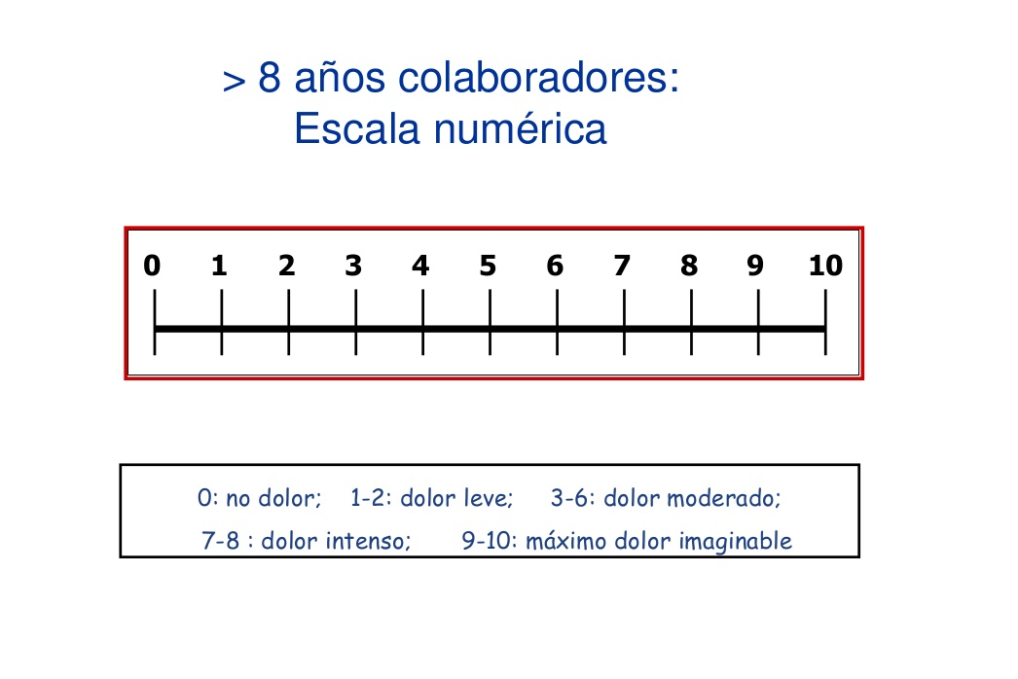 > 8 años colaboradores:
Escala numérica
0 1 2 3 4 5 6 7 8 9 10
0: no dolor; 1-2: dolor leve; 3-6: dolor moderado;
7-8 : dolor intenso; 9-10: máximo dolor imaginable